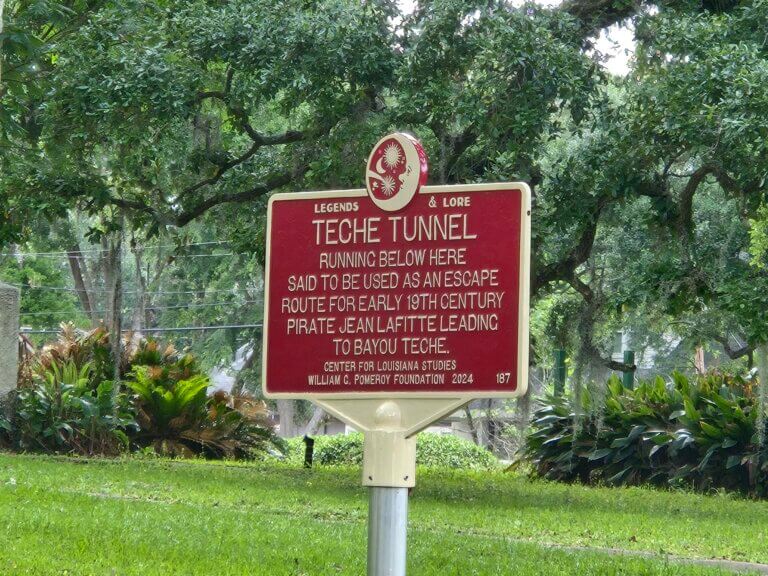 LEGENDS & LORE
TECHE TUNNEL
RUNNING BELOW HERE
SAID TO BE USED AS AN ESCAPE
ROUTE FOR EARLY 19TH CENTURY
PIRATE JEAN LAFITTE LEADING
TO BAYOU TECHE.
CENTER FOR LOUISIANA STUDIES
WILLIAM G. POMEROY FOUNDATION 2024 187